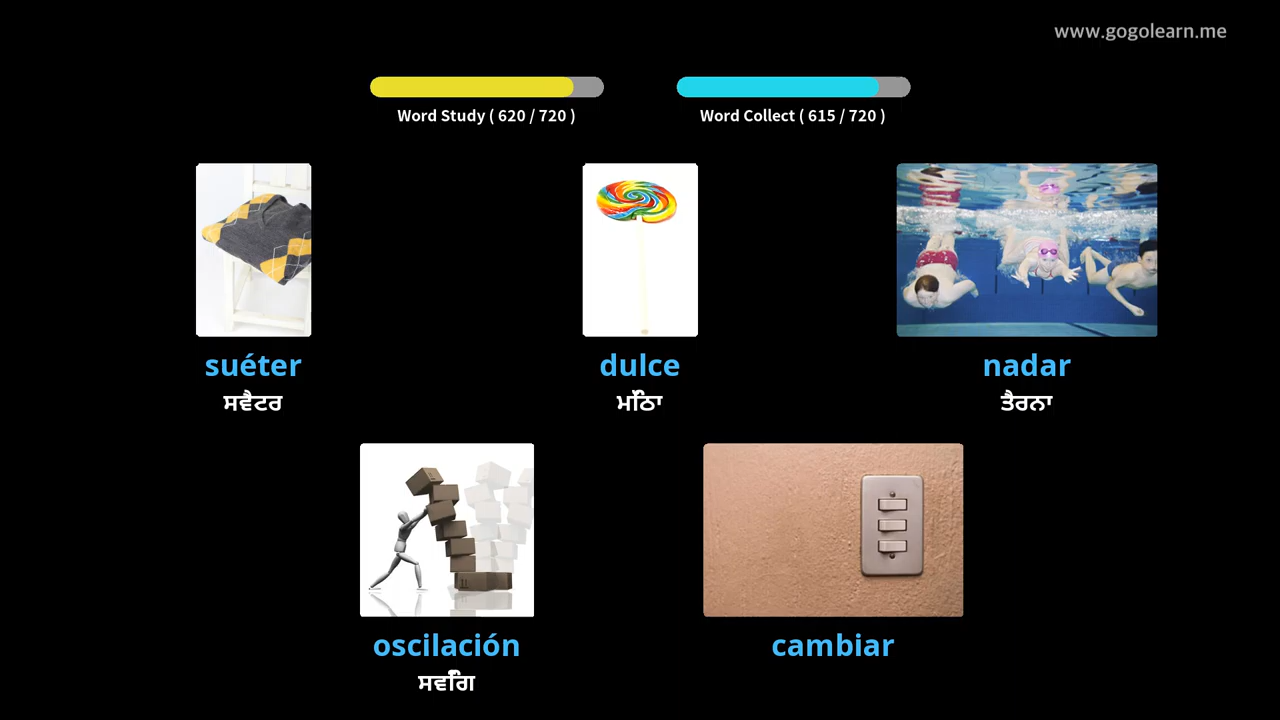 www.gogolearn.me
Word Study ( 620 / 720 )
Word Collect ( 615 / 720 )
suéter
ਸਵੈਟਰ
dulce
ਮਿੱਠਾ
nadar
ਤੈਰਨਾ
oscilación
ਸਵਿੰਗ
cambiar